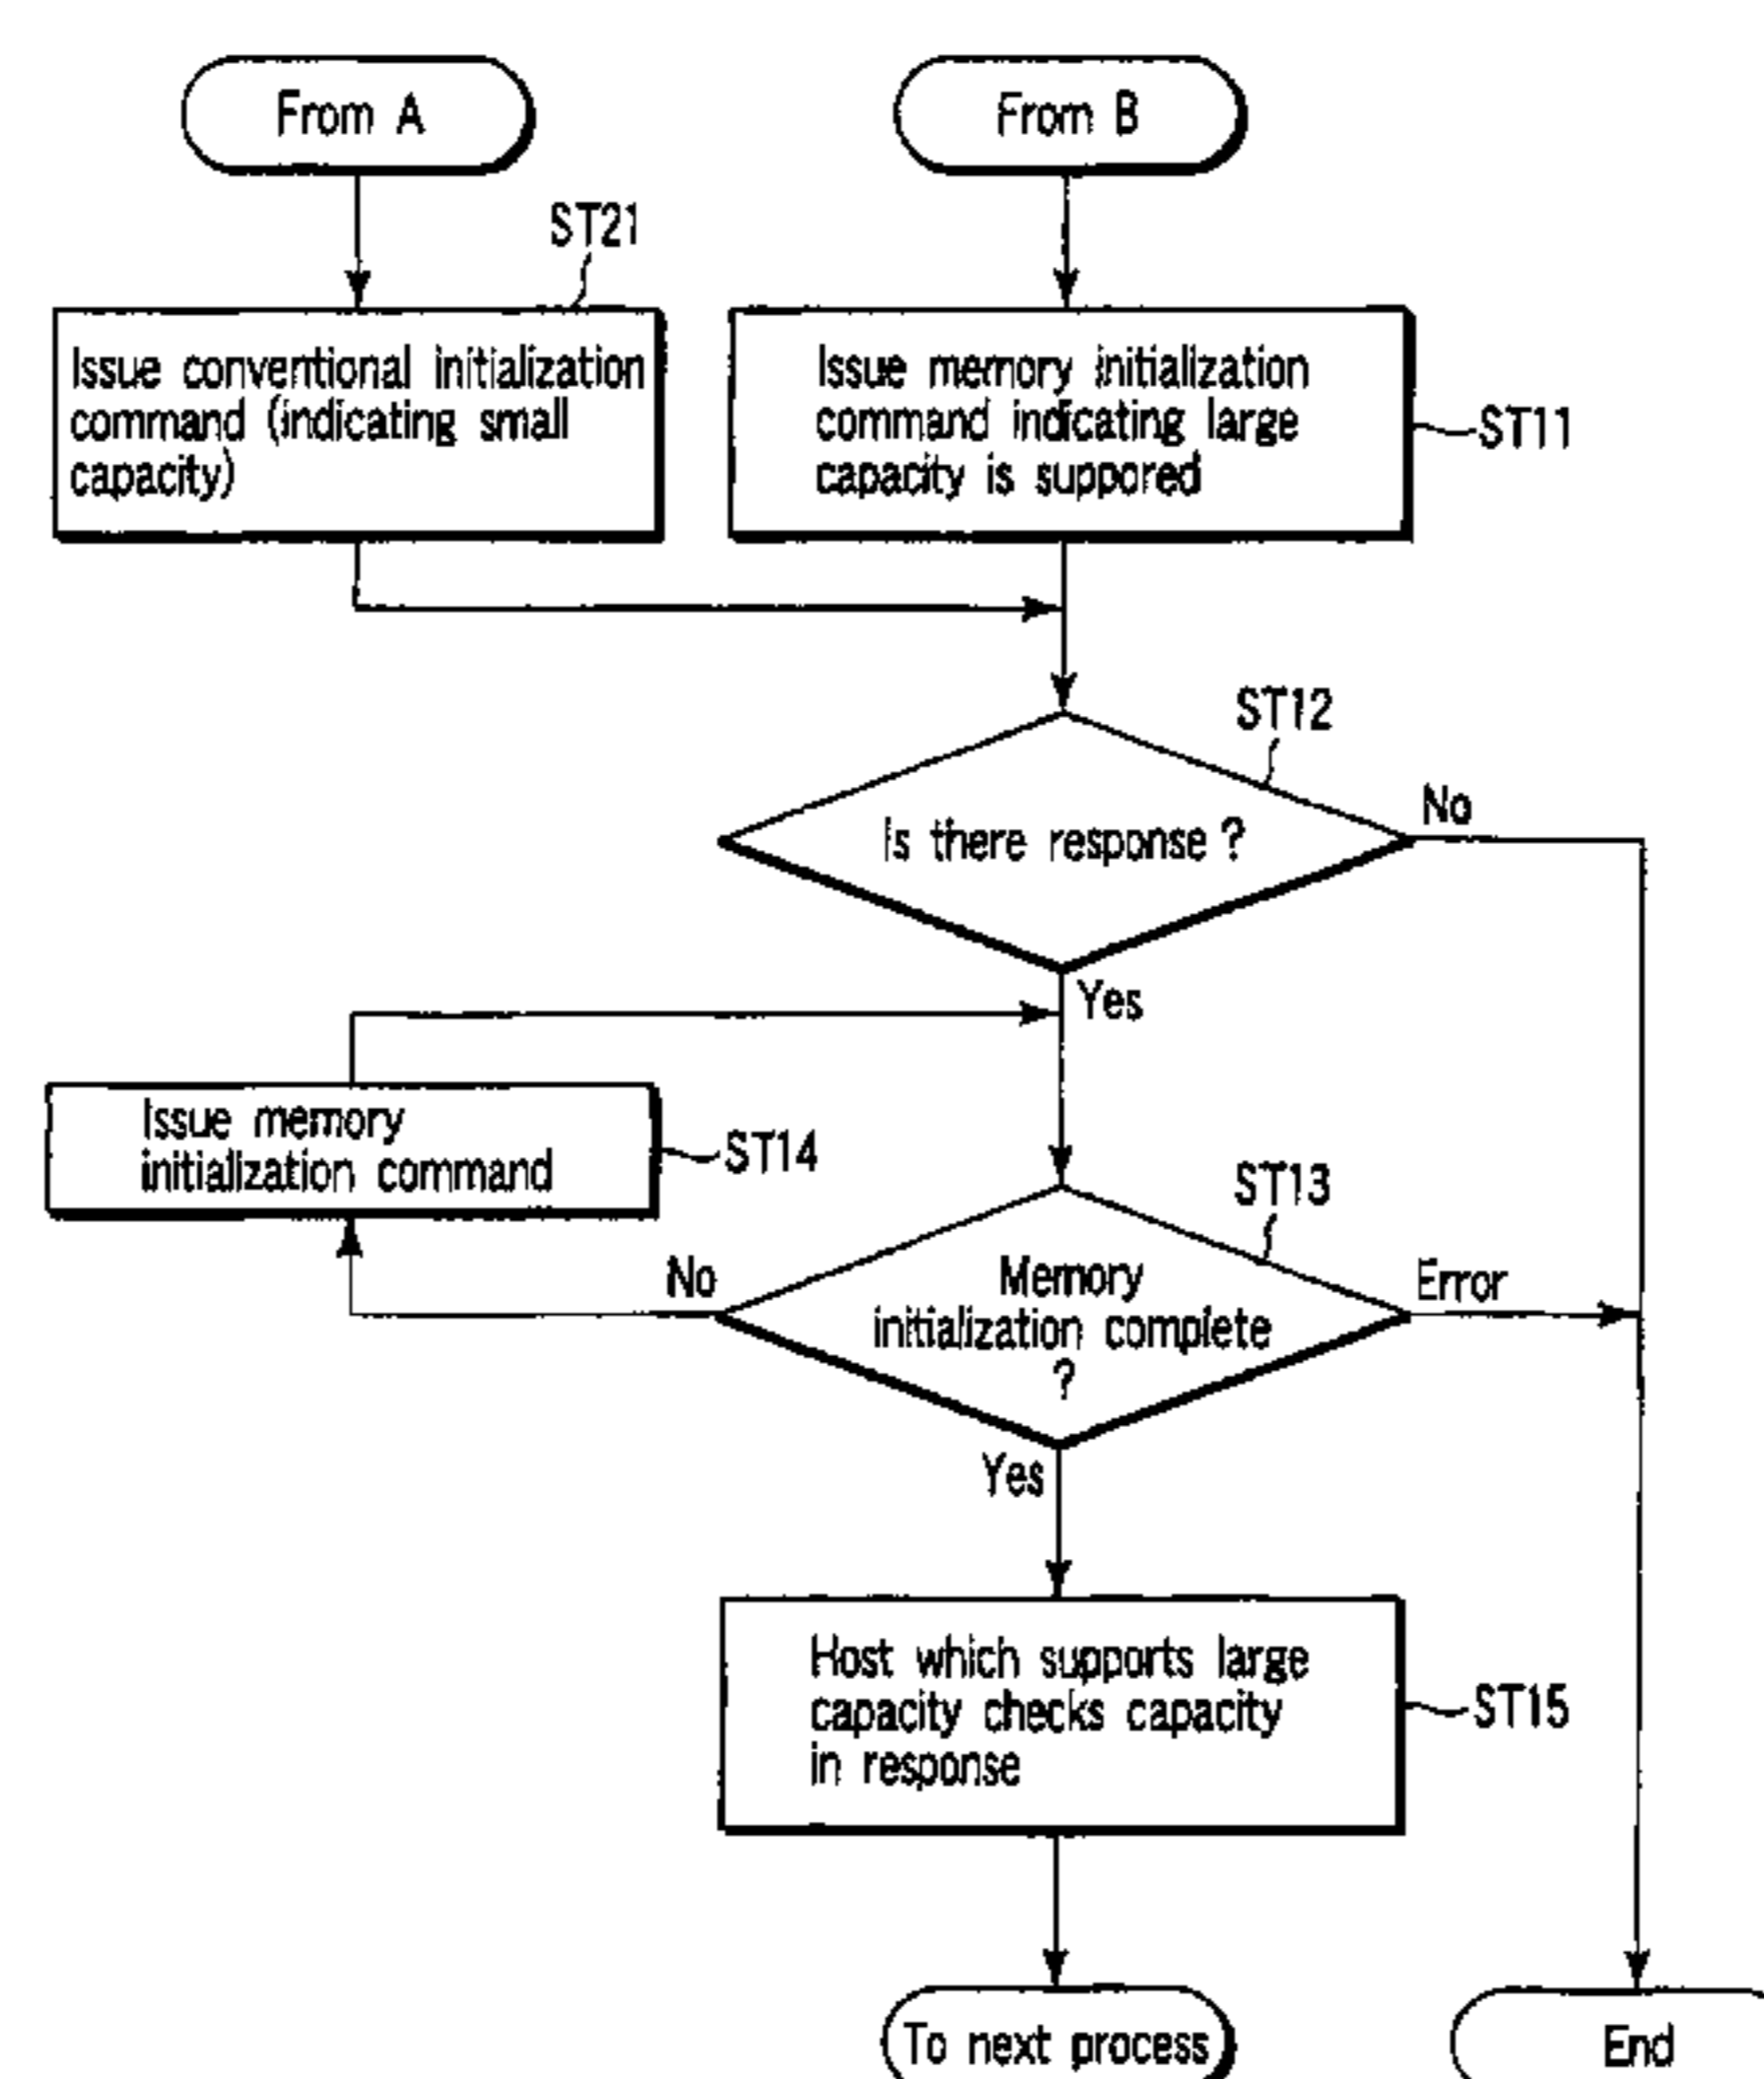 From A
From B
ST21
Issue conventional initialization
command (indicating small
capacity)
Issue memory initialization
command indicating large
capacity is suppored
ST11
ST12
Is there response ?
No
Yes
Issue memory
initialization command
ST14
ST13
No
Memory
initialization complete
?
Error
Yes
Host which supports large
capacity checks capacity
in response
ST15
To next process
End